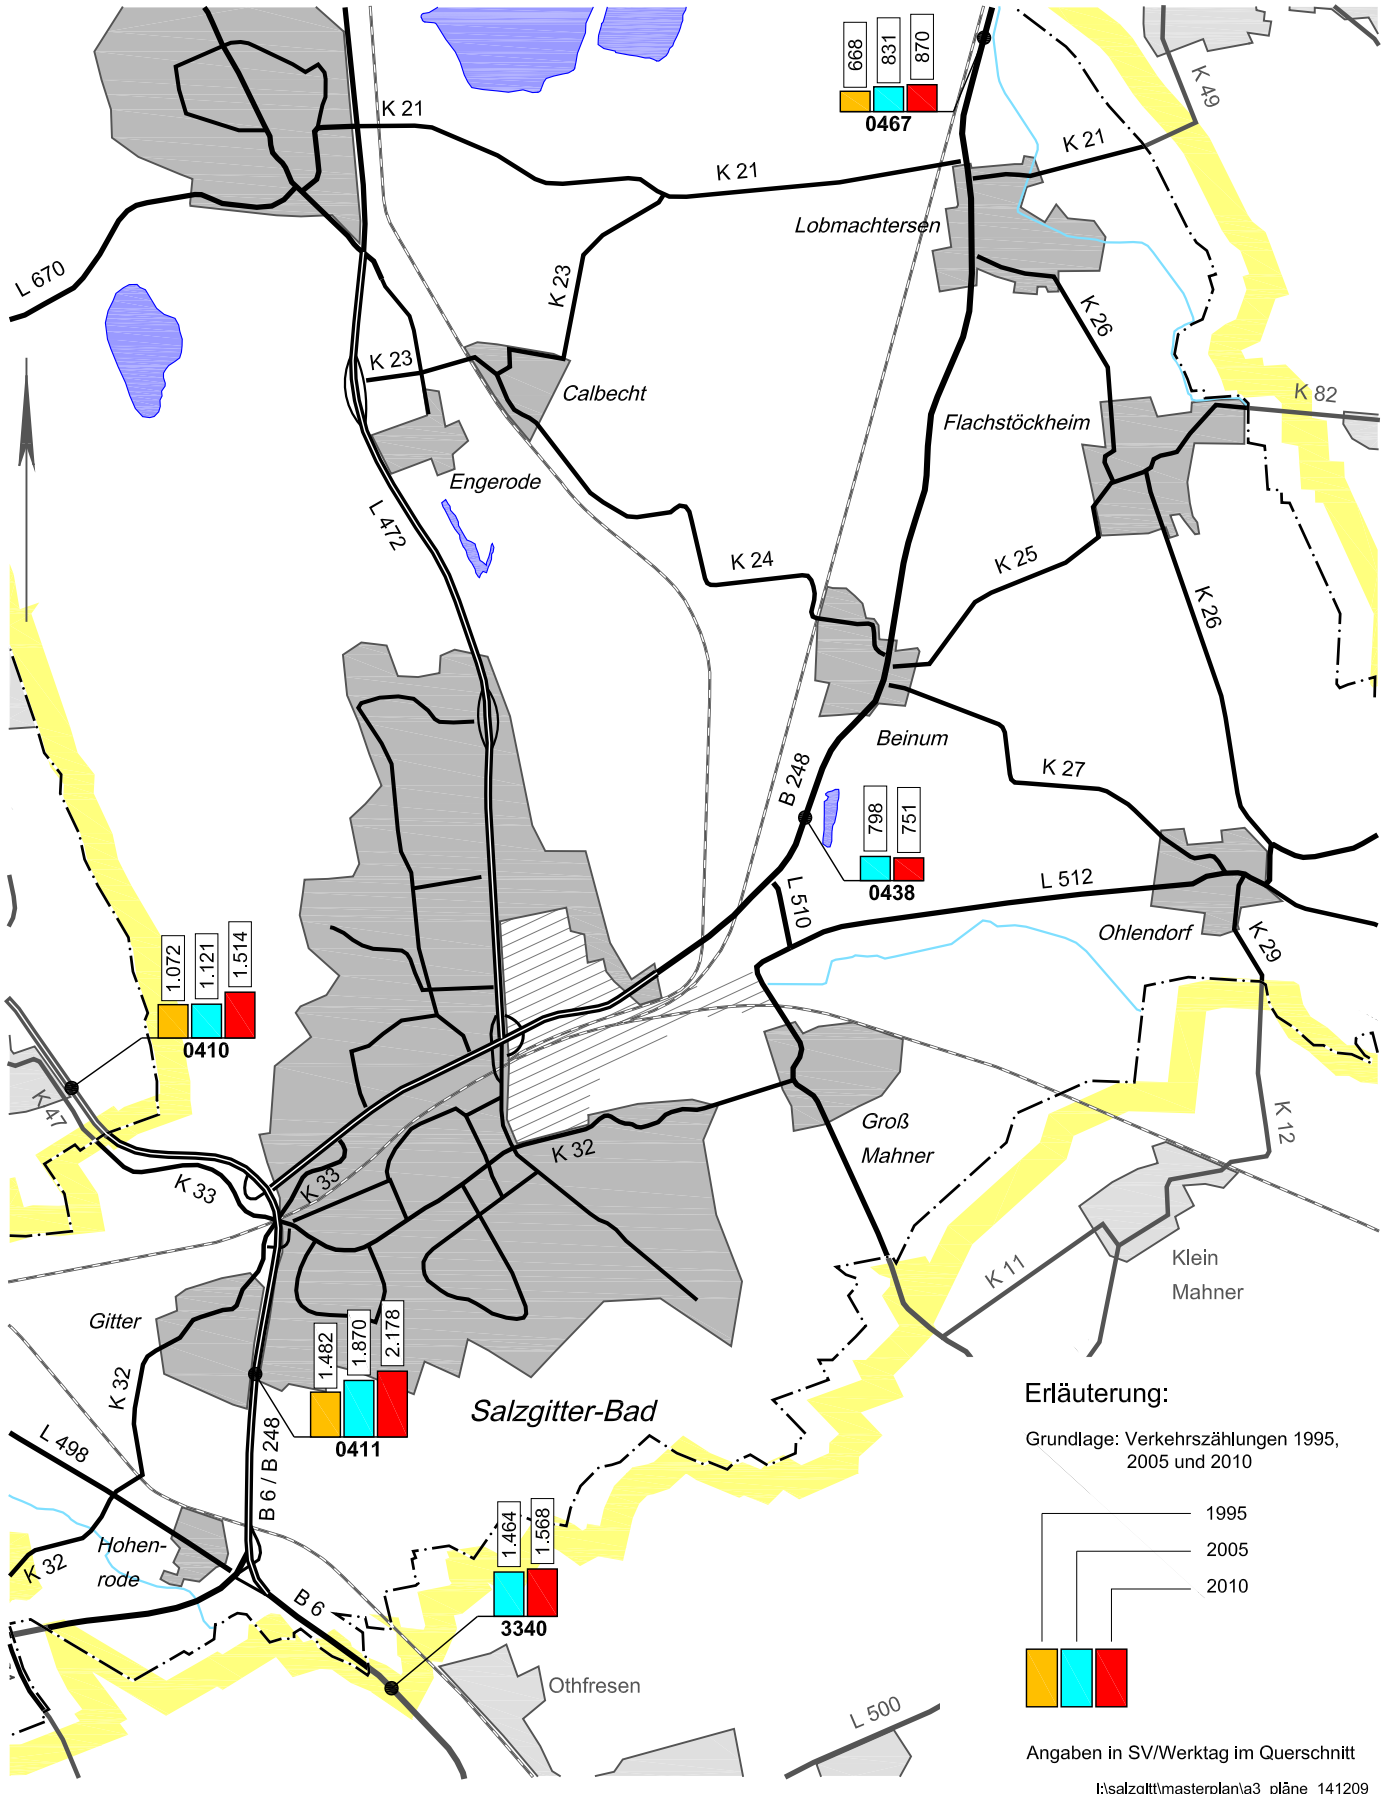 668
831
870
0467
K 49
K 21
K 21
K 21
Lobmachtersen
L 670
K 23
K 26
K 23
Calbecht
K 82
Flachstöckheim
Engerode
L 472
K 24
K 25
K 26
Beinum
B 248
K 27
798
751
0438
L 512
L 510
Ohlendorf
K 29
1.072
1.121
1.514
0410
K 47
Groß
Mahner
K 12
K 32
K 33
K 33
Klein
Mahner
K 11
Gitter
1.482
1.870
2.178
0411
K 32
Salzgitter-Bad
L 498
B 6 / B 248
Hohen-
rode
K 32
1.464
1.568
3340
B 6
Othfresen
L 500
Erläuterung:
Grundlage: Verkehrszählungen 1995,
2005 und 2010
1995
2005
2010
Angaben in SV/Werktag im Querschnitt
l:\salzgitt\masterplan\a3_pläne_141209